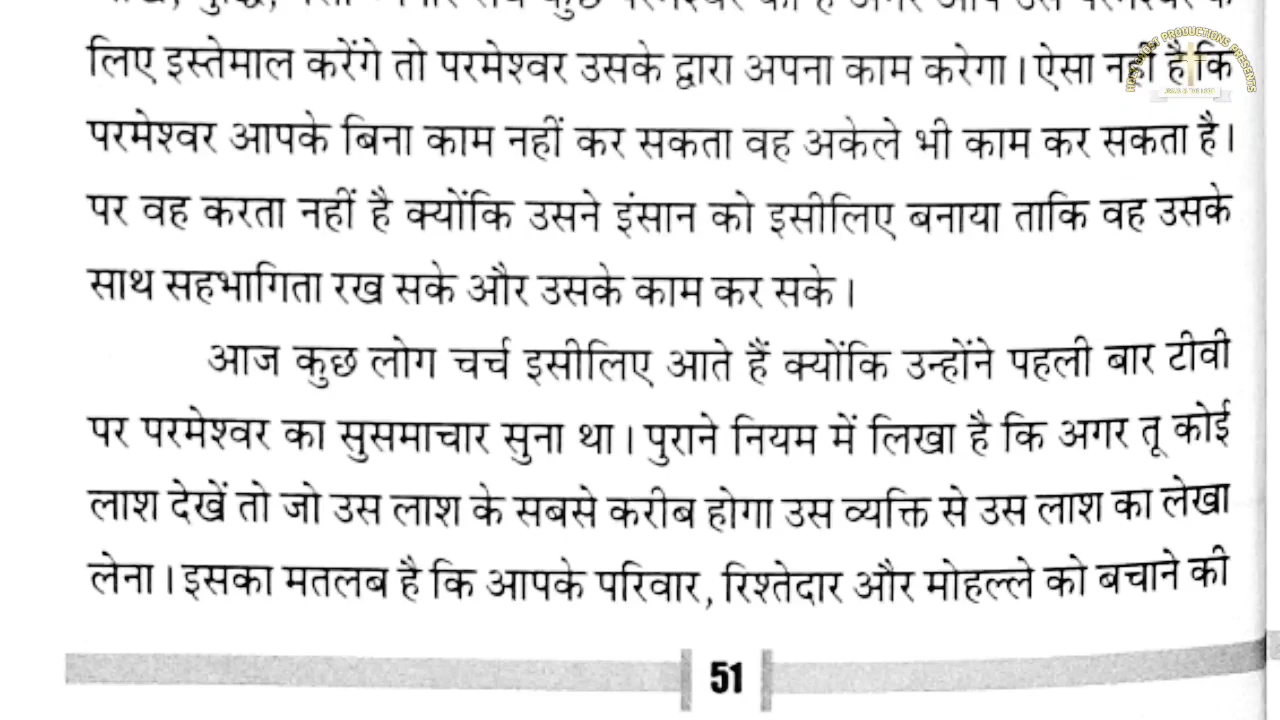 लिए इस्तेमाल करेंगे तो परमेश्वर उसके द्वारा अपना काम करेगा। ऐसा नहीं है कि
परमेश्वर आपके बिना काम नहीं कर सकता वह अकेले भी काम कर सकता है।
पर वह करता नहीं है क्योंकि उसने इंसान को इसीलिए बनाया ताकि वह उसके
साथ सहभागिता रख सके और उसके काम कर सके।
आज कुछ लोग चर्च इसीलिए आते हैं क्योंकि उन्होंने पहली बार टीवी
पर परमेश्वर का सुसमाचार सुना था। पुराने नियम में लिखा है कि अगर तू कोई
लाश देखें तो जो उस लाश के सबसे करीब होगा उस व्यक्ति से उस लाश का लेखा
लेना। इसका मतलब है कि आपके परिवार, रिश्तेदार और मोहल्ले को बचाने की
51
PRODUCTIONS PRESENTS